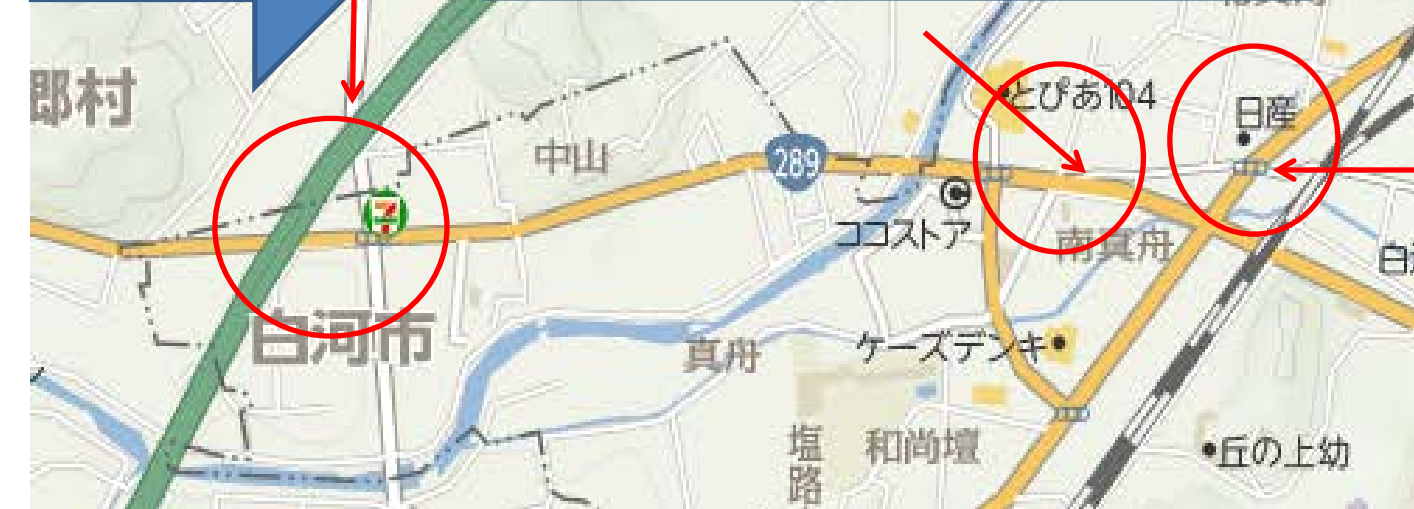 郷村
とぴあ104
日産
中山
289
C
ココストア
南真舟
7
白河市
真舟
ケーズデンキ
塩路
和尚壇
丘の上幼